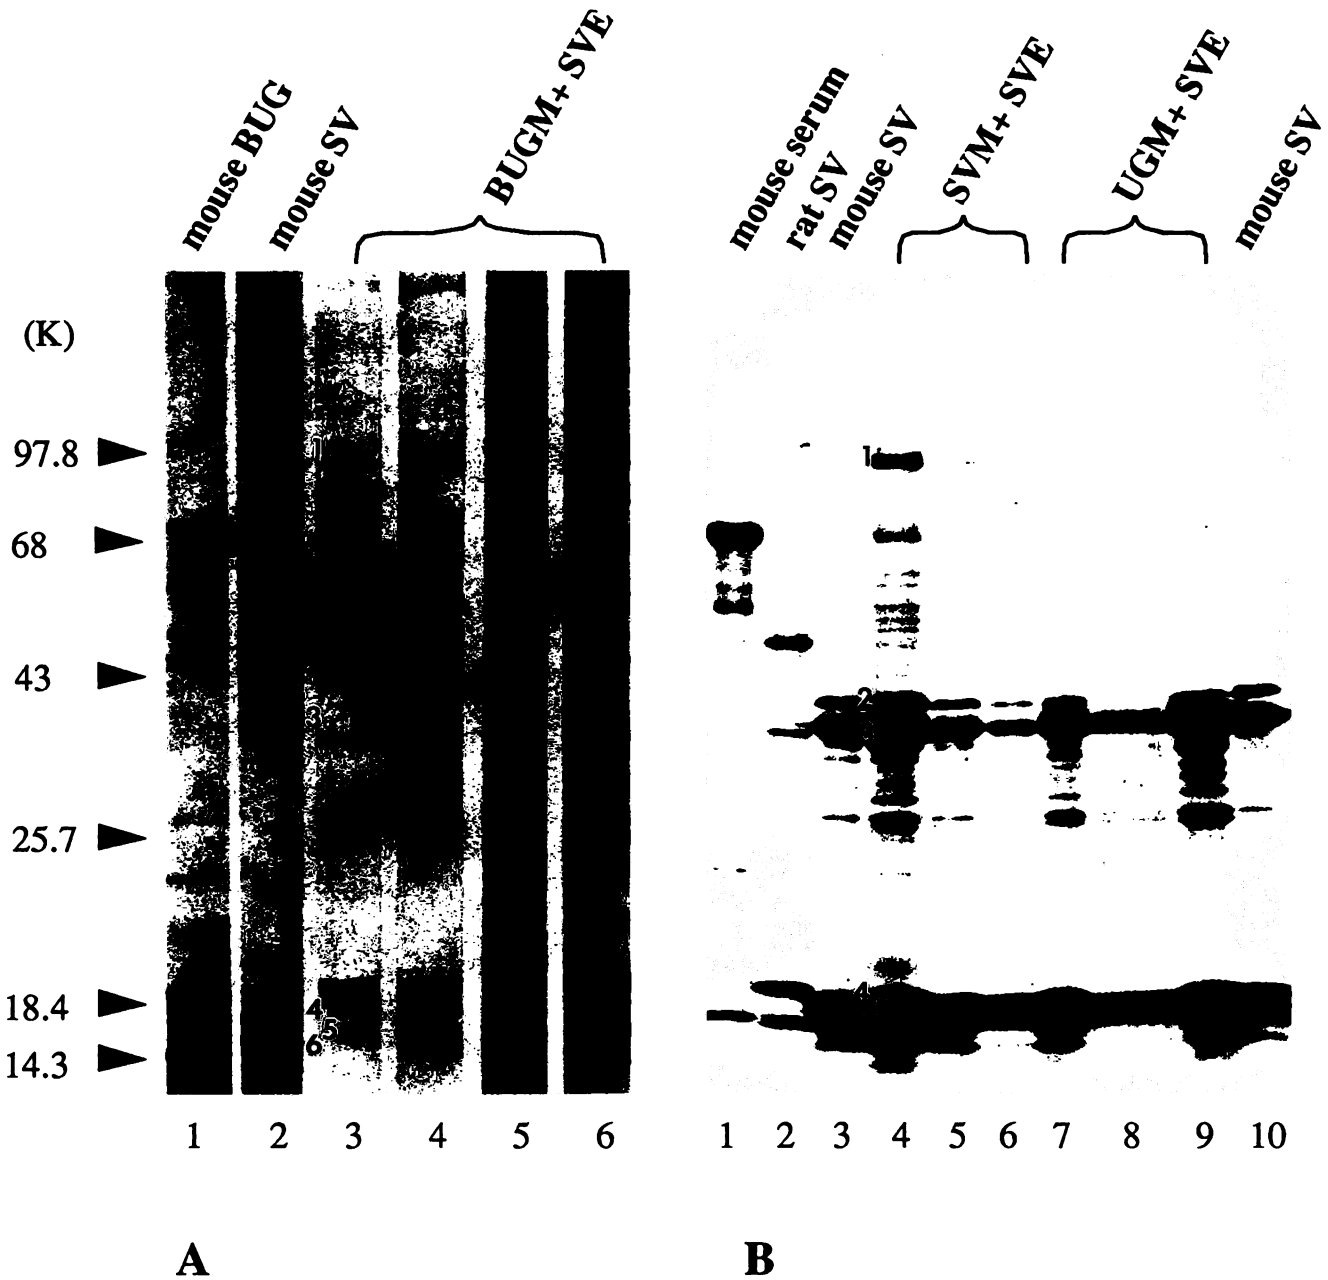 mouse BUG
mouse SV
BUGM+ SVE
mouse serum
rat SV
mouse SV
SVM+ SVE
UGM+ SVE
mouse SV
(K)
97.8
68
43
25.7
18.4
14.3
1
3
4
5
6
1
2
4
1 2 3 4 5 6
1 2 3 4 5 6 7 8 9 10
A
B